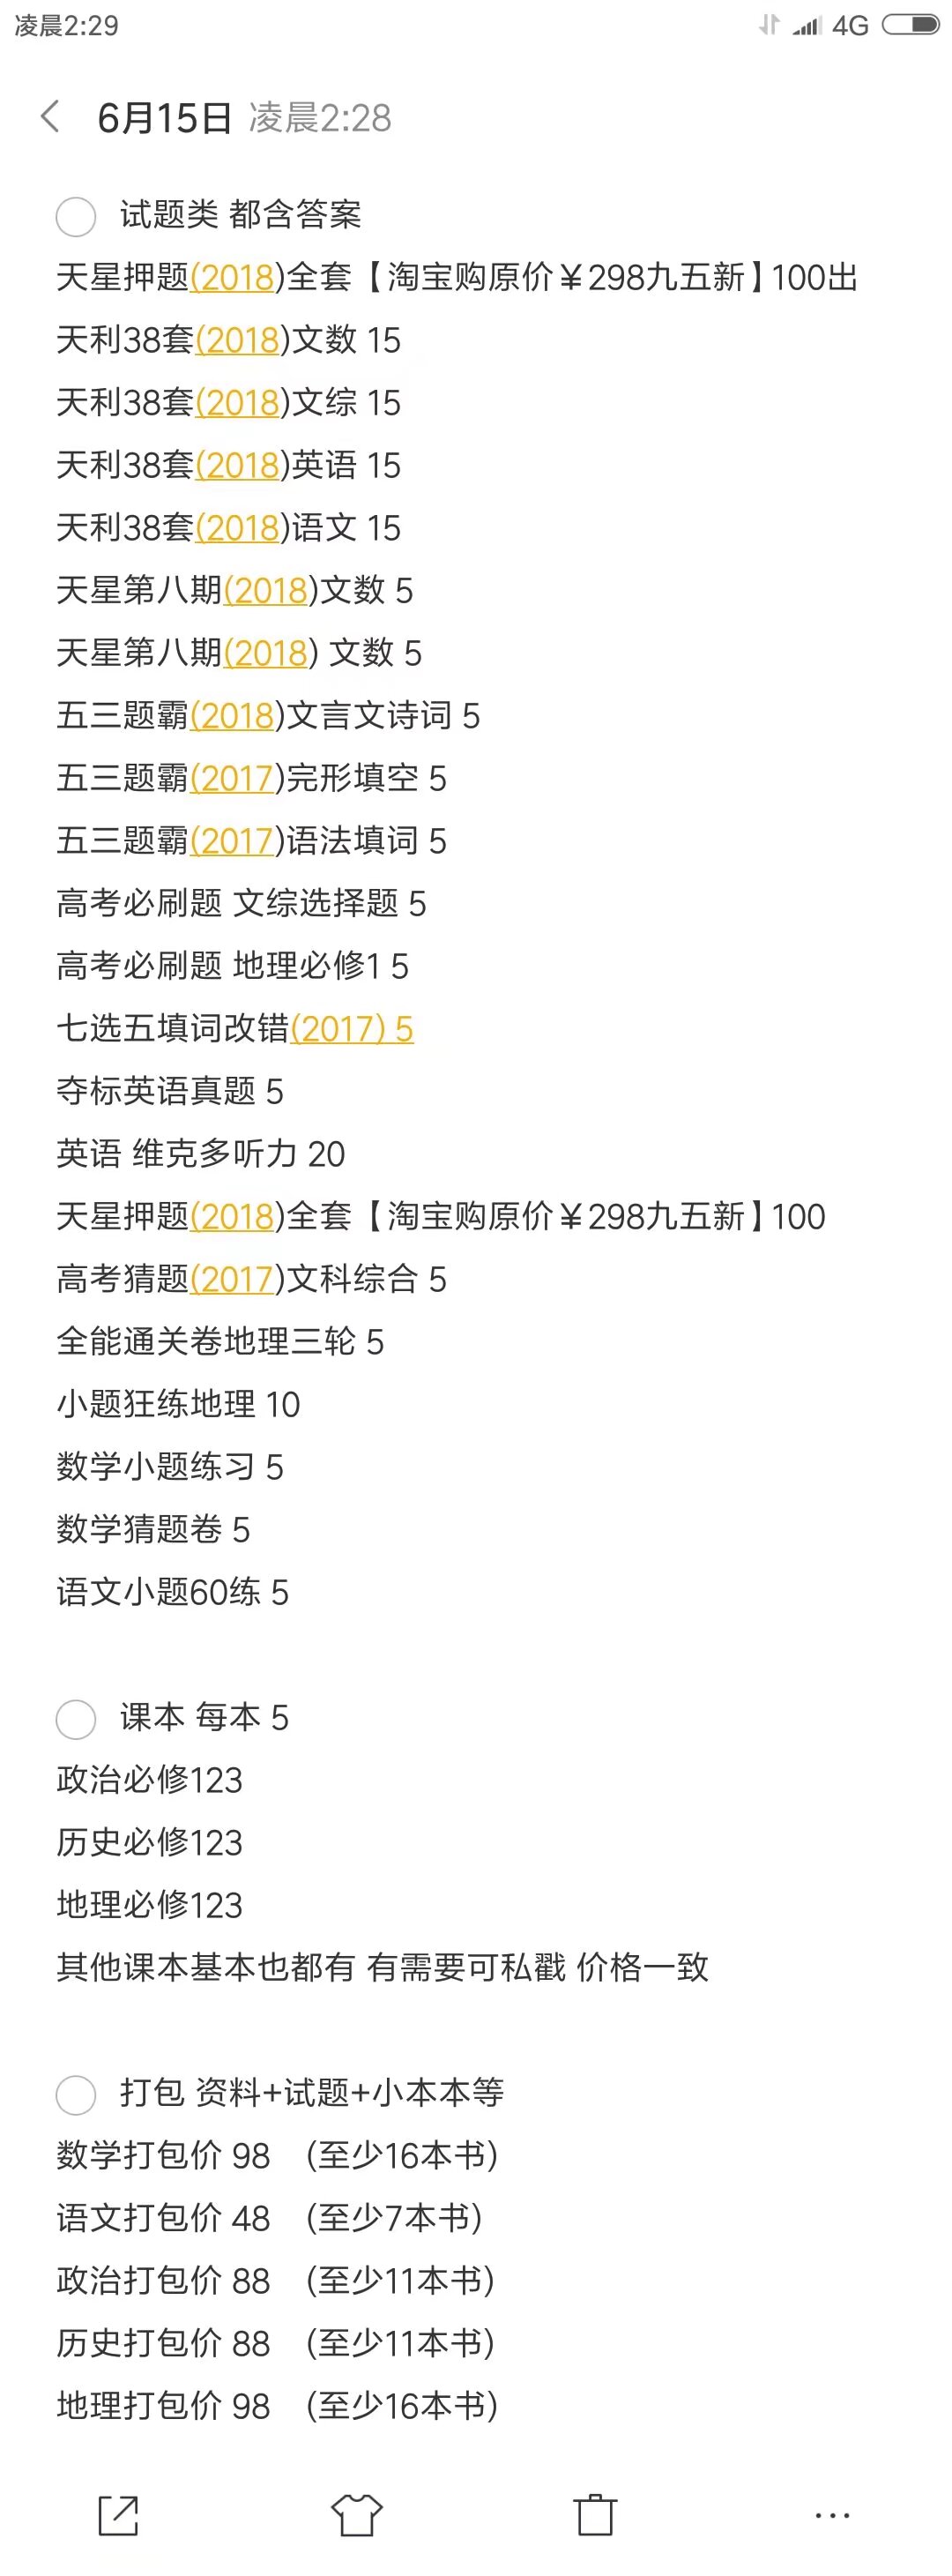 凌晨2:29
4G
6月15日 凌晨2:28
试题类 都含答案
天星押题(2018)全套【淘宝购原价￥298九五新】100出
天利38套(2018)文数 15
天利38套(2018)文综 15
天利38套(2018)英语 15
天利38套(2018)语文 15
天星第八期(2018)文数 5
天星第八期(2018) 文数 5
五三题霸(2018)文言文诗词 5
五三题霸(2017)完形填空 5
五三题霸(2017)语法填词 5
高考必刷题 文综选择题 5
高考必刷题 地理必修1 5
七选五填词改错(2017) 5
夺标英语真题 5
英语 维克多听力 20
天星押题(2018)全套【淘宝购原价￥298九五新】100
高考猜题(2017)文科综合 5
全能通关卷地理三轮 5
小题狂练地理 10
数学小题练习 5
数学猜题卷 5
语文小题60练 5
课本 每本 5
政治必修123
历史必修123
地理必修123
其他课本基本也都有 有需要可私戳 价格一致
打包 资料+试题+小本本等
数学打包价 98 （至少16本书）
语文打包价 48 （至少7本书）
政治打包价 88 （至少11本书）
历史打包价 88 （至少11本书）
地理打包价 98 （至少16本书）